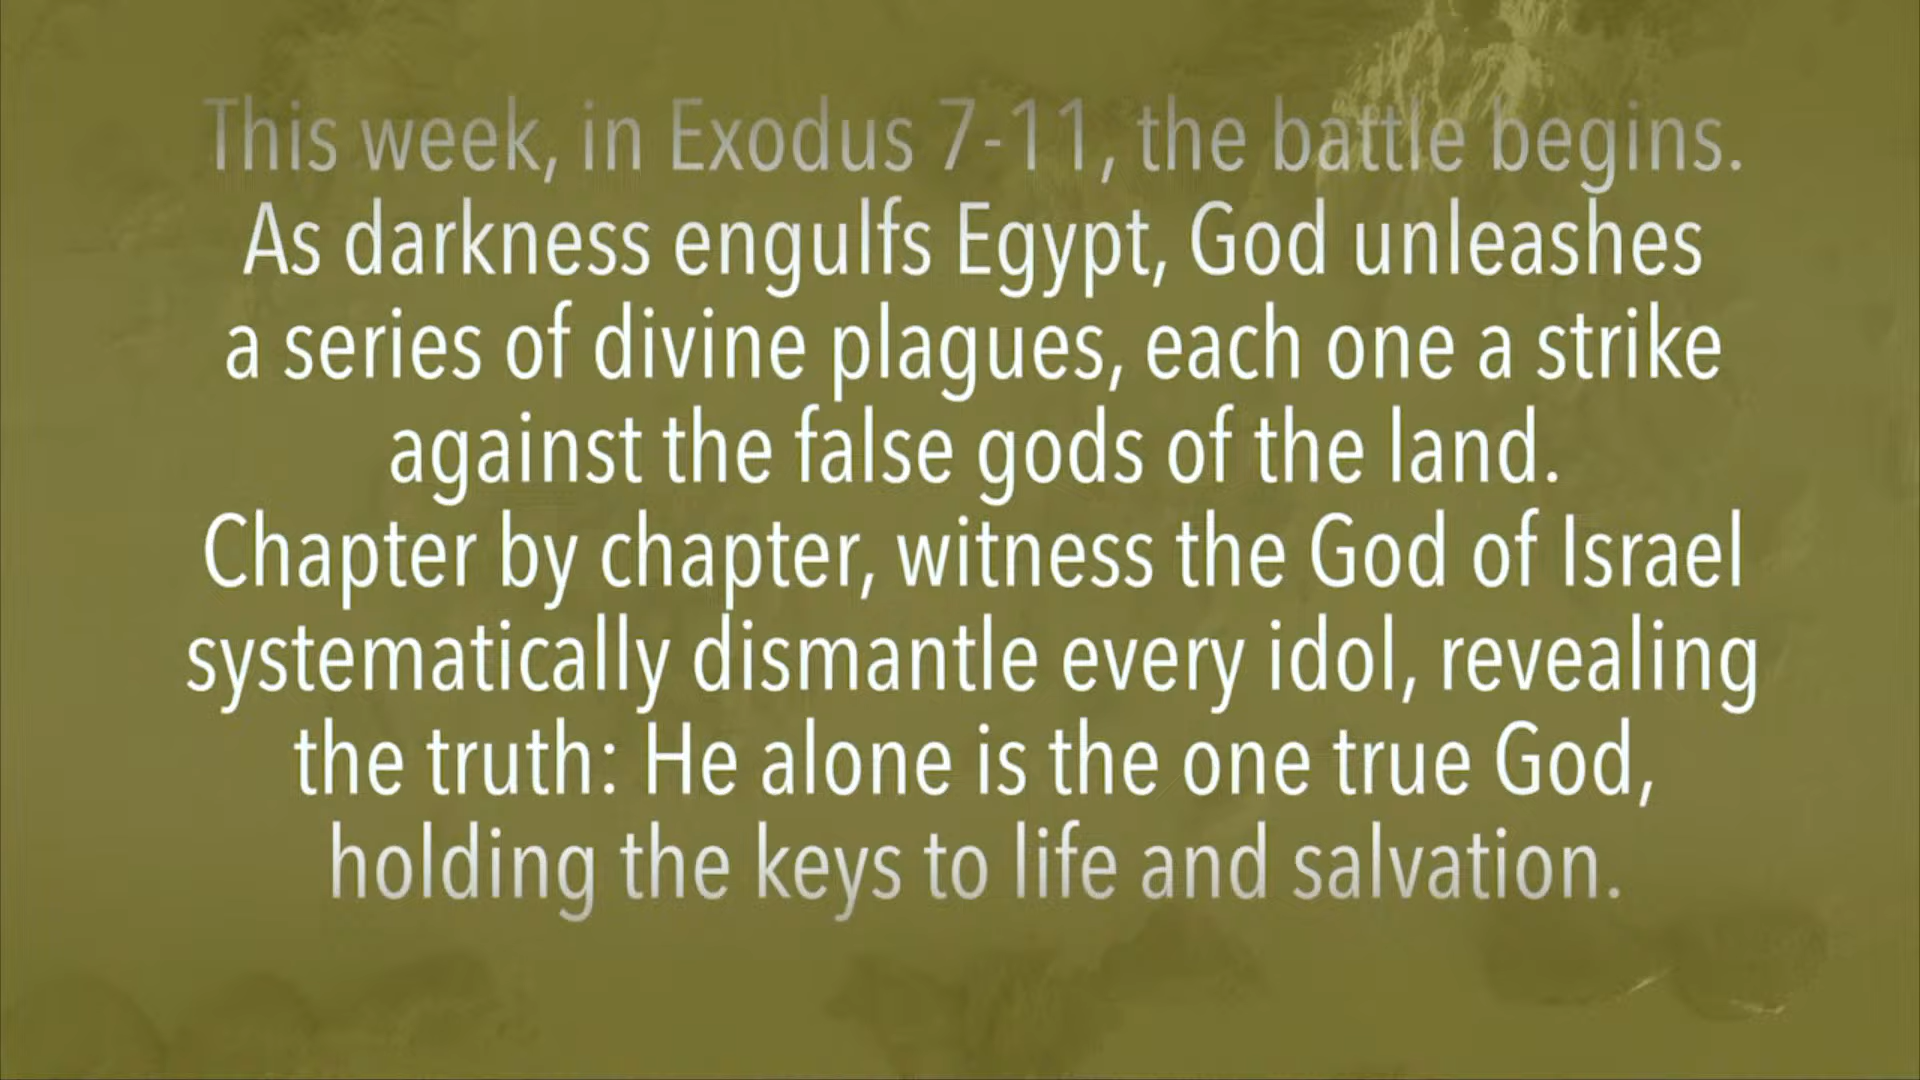 This week, in Exodus 7-11, the battle begins.
As darkness engulfs Egypt, God unleashes
a series of divine plagues, each one a strike
against the false gods of the land.
Chapter by chapter, witness the God of Israel
systematically dismantle every idol, revealing
the truth: He alone is the one true God,
holding the keys to life and salvation.